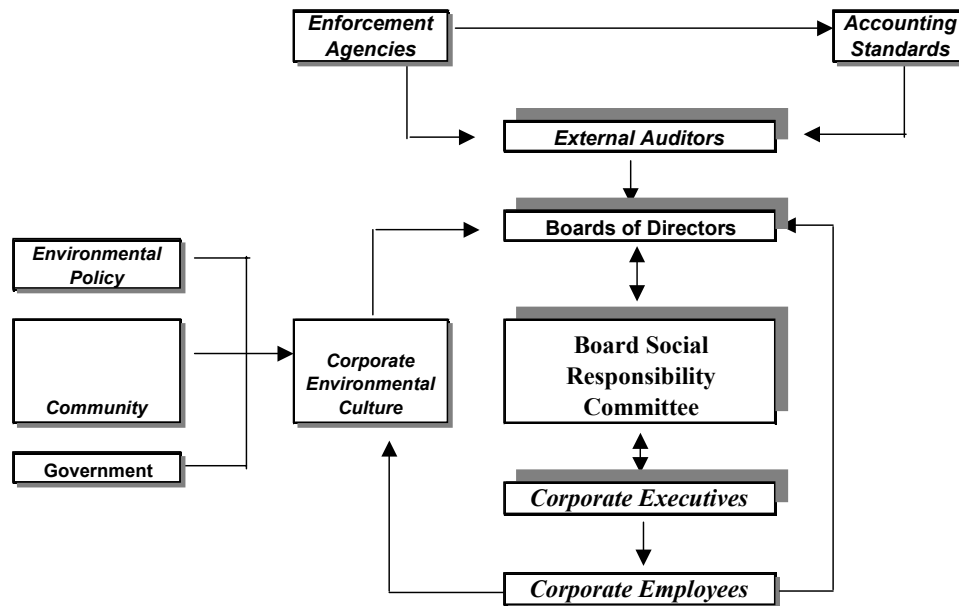 Enforcement
Agencies
Accounting
Standards
External Auditors
Boards of Directors
Environmental
Policy
Community
Government
Corporate
Environmental
Culture
Board Social
Responsibility
Committee
Corporate Executives
Corporate Employees